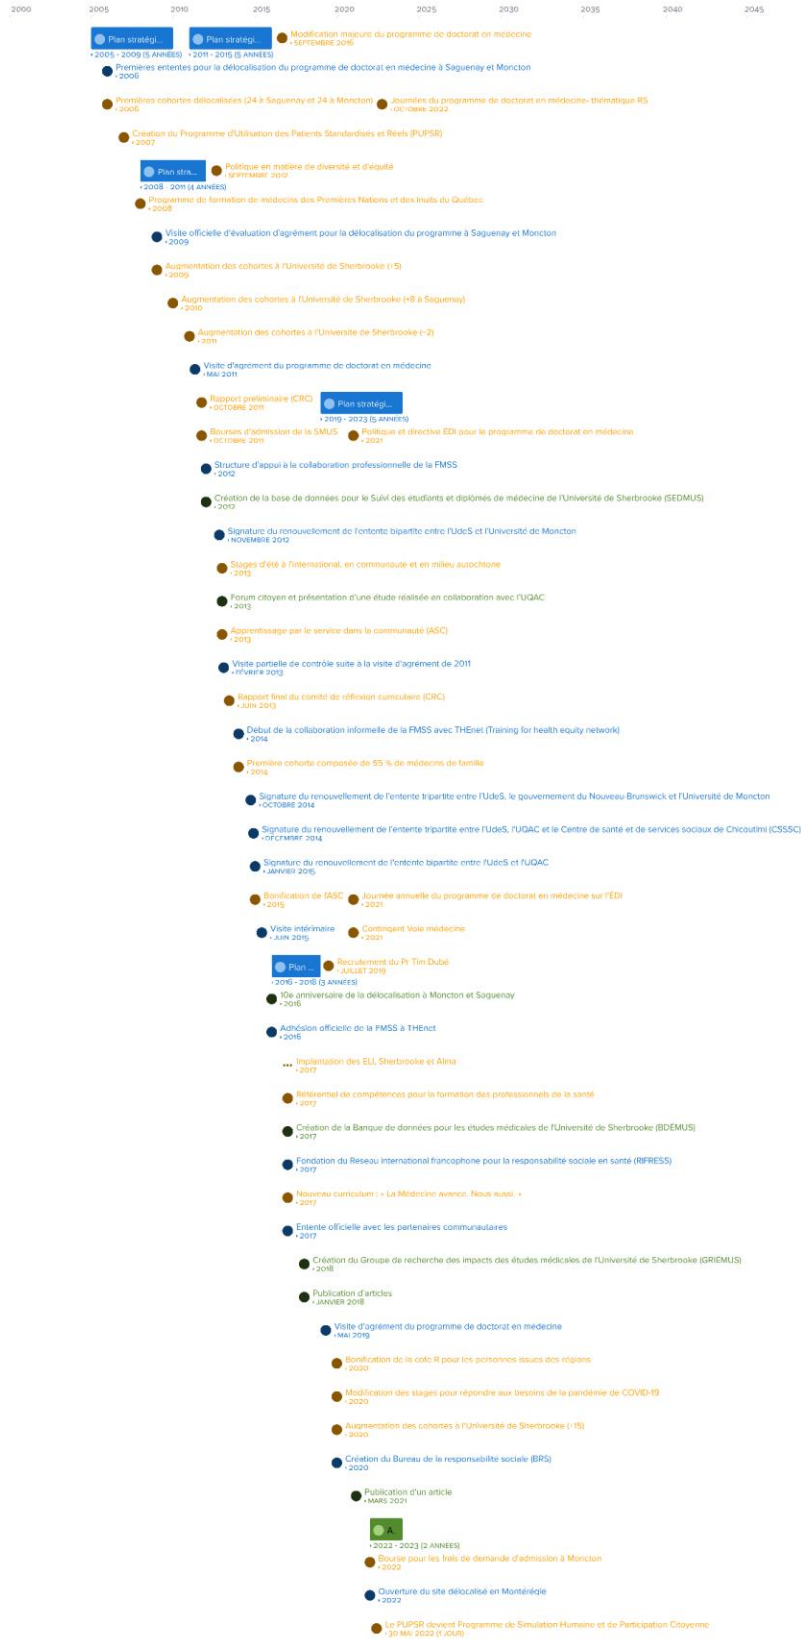 2000 2005 2010 2015 2020 2025 2030 2035 2040 2045
Plan stratégi... Plan stratégi... Modification majeure du programme de doctorat en médecine
• 2005 - 2009 (5 ANNÉES) • 2011 - 2015 (5 ANNÉES) • SEPTEMBRE 2016
Premières ententes pour la délocalisation du programme de doctorat en médecine à Saguenay et Moncton
• 2006
Premières cohortes délocalisées (24 à Saguenay et 24 à Moncton) Journées du programme de doctorat en médecine- thématique RS
• 2006 • OCTOBRE 2022
Création du Programme d'Utilisation des Patients Standardisés et Réels (PUPSR)
• 2007
Plan stra... Politique en matière de diversité et d'équité
• 2008 - 2011 (4 ANNÉES) • SEPTEMBRE 2012
Programme de formation de médecins des Premières Nations et des Inuits du Québec
• 2008
Visite officielle d'évaluation d'agrément pour la délocalisation du programme à Saguenay et Moncton
• 2009
Augmentation des cohortes à l'Université de Sherbrooke (+5)
• 2009
Augmentation des cohortes à l'Université de Sherbrooke (+8 à Saguenay)
• 2010
Augmentation des cohortes à l'Université de Sherbrooke (-2)
• 2011
Visite d'agrément du programme de doctorat en médecine
• MAI 2011
Rapport préliminaire (CRC) Plan stratégi...
• OCTOBRE 2011 • 2019 - 2023 (5 ANNÉES)
Bourses d'admission de la SMUS Politique et directive ÉDI pour le programme de doctorat en médecine
• OCTOBRE 2011 • 2021
Structure d'appui à la collaboration professionnelle de la FMSS
• 2012
Création de la base de données pour le Suivi des étudiants et diplômés de médecine de l'Université de Sherbrooke (SEDMUS)
• 2012
Signature du renouvellement de l'entente bipartite entre l'UdeS et l'Université de Moncton
• NOVEMBRE 2012
Stages d'été à l'international, en communauté et en milieu autochtone
• 2013
Forum citoyen et présentation d'une étude réalisée en collaboration avec l'UQAC
• 2013
Apprentissage par le service dans la communauté (ASC)
• 2013
Visite partielle de contrôle suite à la visite d'agrément de 2011
• FÉVRIER 2013
Rapport final du comité de réflexion curriculaire (CRC)
• JUIN 2013
Début de la collaboration informelle de la FMSS avec THEnet (Training for health equity network)
• 2014
Première cohorte composée de 55 % de médecins de famille
• 2014
Signature du renouvellement de l'entente tripartite entre l'UdeS, le gouvernement du Nouveau-Brunswick et l'Université de Moncton
• OCTOBRE 2014
Signature du renouvellement de l'entente tripartite entre l'UdeS, l'UQAC et le Centre de santé et de services sociaux de Chicoutimi (CSSSC)
• DÉCEMBRE 2014
Signature du renouvellement de l'entente bipartite entre l'UdeS et l'UQAC
• JANVIER 2015
Bonification de l'ASC Journée annuelle du programme de doctorat en médecine sur l'ÉDI
• 2015 • 2021
Visite intérimaire Contingent Voie médecine
• JUIN 2015 • 2021
Plan ... Recrutement du Pr Tim Dubé
• 2016 - 2018 (3 ANNÉES) • JUILLET 2019
10e anniversaire de la délocalisation à Moncton et Saguenay
• 2016
Adhésion officielle de la FMSS à THEnet
• 2016
Implantation des ELI, Sherbrooke et Alma
• 2017
Référentiel de compétences pour la formation des professionnels de la santé
• 2017
Création de la Banque de données pour les études médicales de l'Université de Sherbrooke (BDÉMUS)
• 2017
Fondation du Réseau international francophone pour la responsabilité sociale en santé (RIFRESS)
• 2017
Nouveau curriculum : « La Médecine avance. Nous aussi. »
• 2017
Entente officielle avec les partenaires communautaires
• 2017
Création du Groupe de recherche des impacts des études médicales de l'Université de Sherbrooke (GRIÉMUS)
• 2018
Publication d'articles
• JANVIER 2018
Visite d'agrément du programme de doctorat en médecine
• MAI 2019
Bonification de la cote R pour les personnes issues des régions
• 2020
Modification des stages pour répondre aux besoins de la pandémie de COVID-19
• 2020
Augmentation des cohortes à l'Université de Sherbrooke (+15)
• 2020
Création du Bureau de la responsabilité sociale (BRS)
• 2020
Publication d'un article
• MARS 2021
A.
• 2022 - 2023 (2 ANNÉES)
Bourse pour les frais de demande d'admission à Moncton
• 2022
Ouverture du site délocalisé en Montérégie
• 2022
Le PUPSR devient Programme de Simulation Humaine et de Participation Citoyenne
• 30 MAI 2022 (1 JOUR)